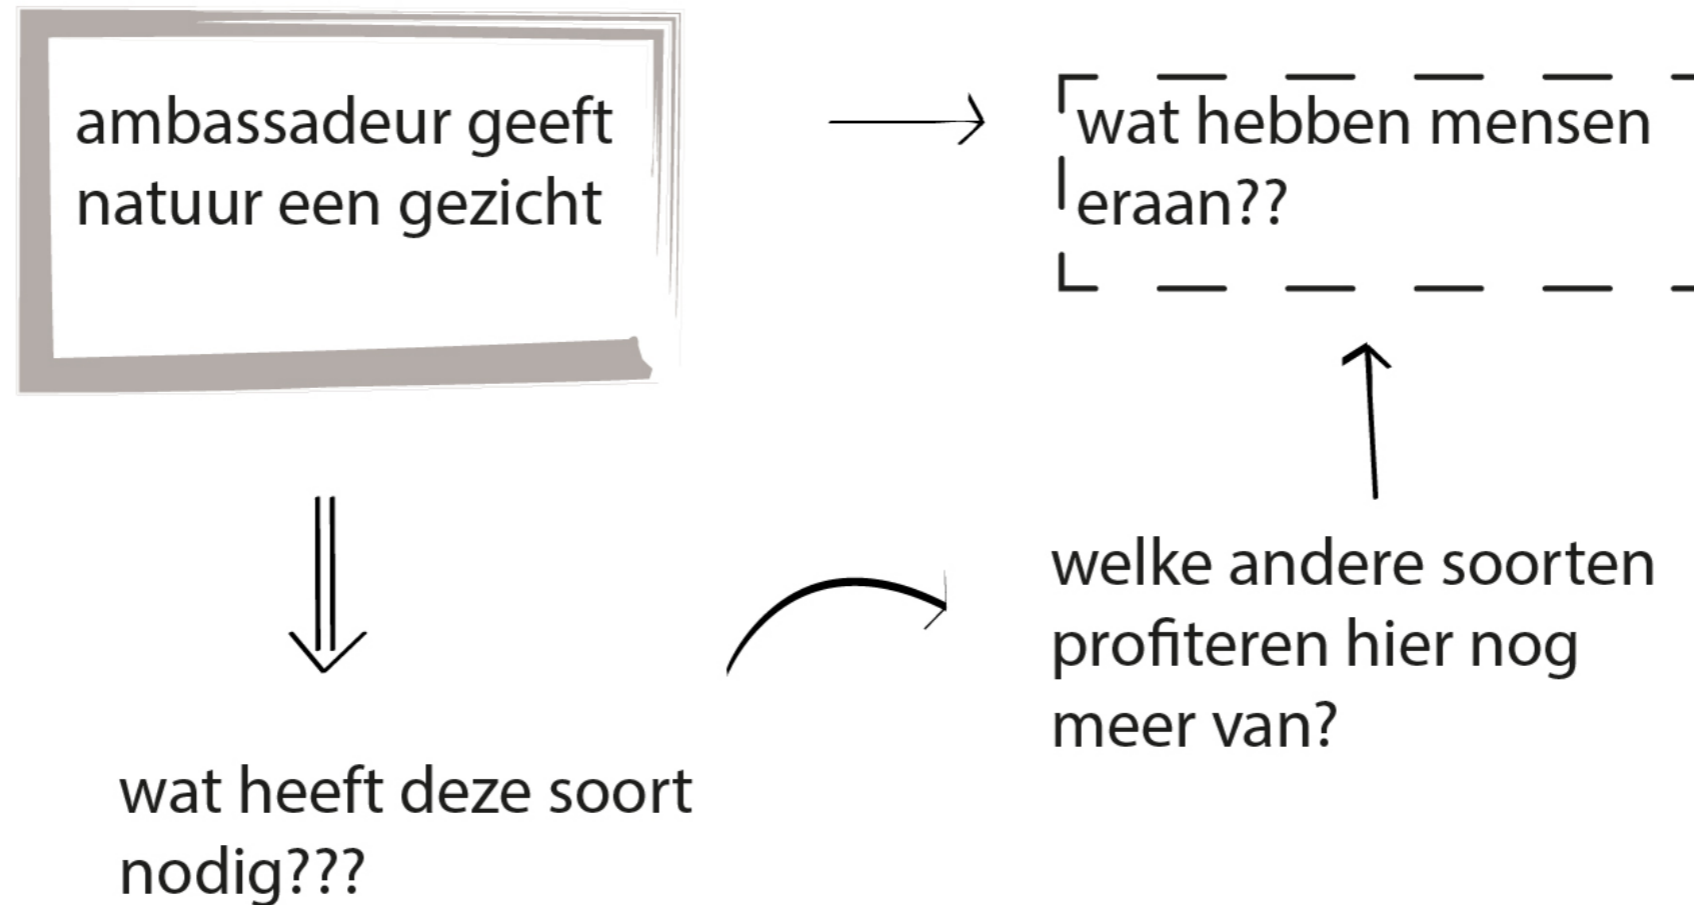 ambassadeur geeft
natuur een gezicht
wat hebben mensen
eraan??
wat heeft deze soort
nodig???
welke andere soorten
profiteren hier nog
meer van?